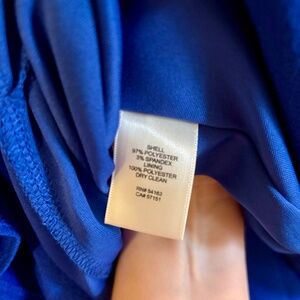 SHELL
97% POLYESTER
3% SPANDEX
LINING
100% POLYESTER
DRY CLEAN
RN# 54163
CA# 57151